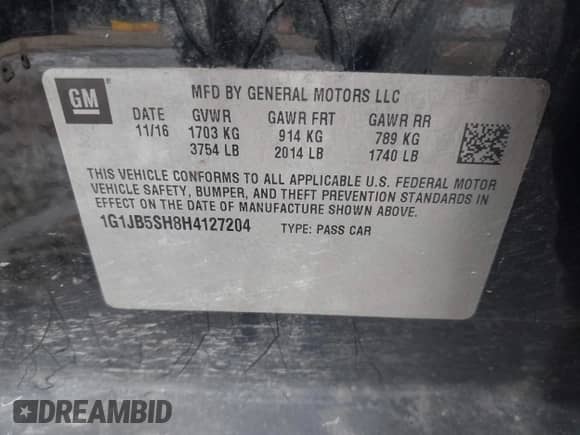 GM
MFD BY GENERAL MOTORS LLC
DATE GVWR GAWR FRT GAWR RR
11/16 1703 KG 914 KG 789 KG
3754 LB 2014 LB 1740 LB
THIS VEHICLE CONFORMS TO ALL APPLICABLE U.S. FEDERAL MOTOR
VEHICLE SAFETY, BUMPER, AND THEFT PREVENTION STANDARDS IN
EFFECT ON THE DATE OF MANUFACTURE SHOWN ABOVE.
1G1JB5SH8H4127204 TYPE: PASS CAR
DREAMBID